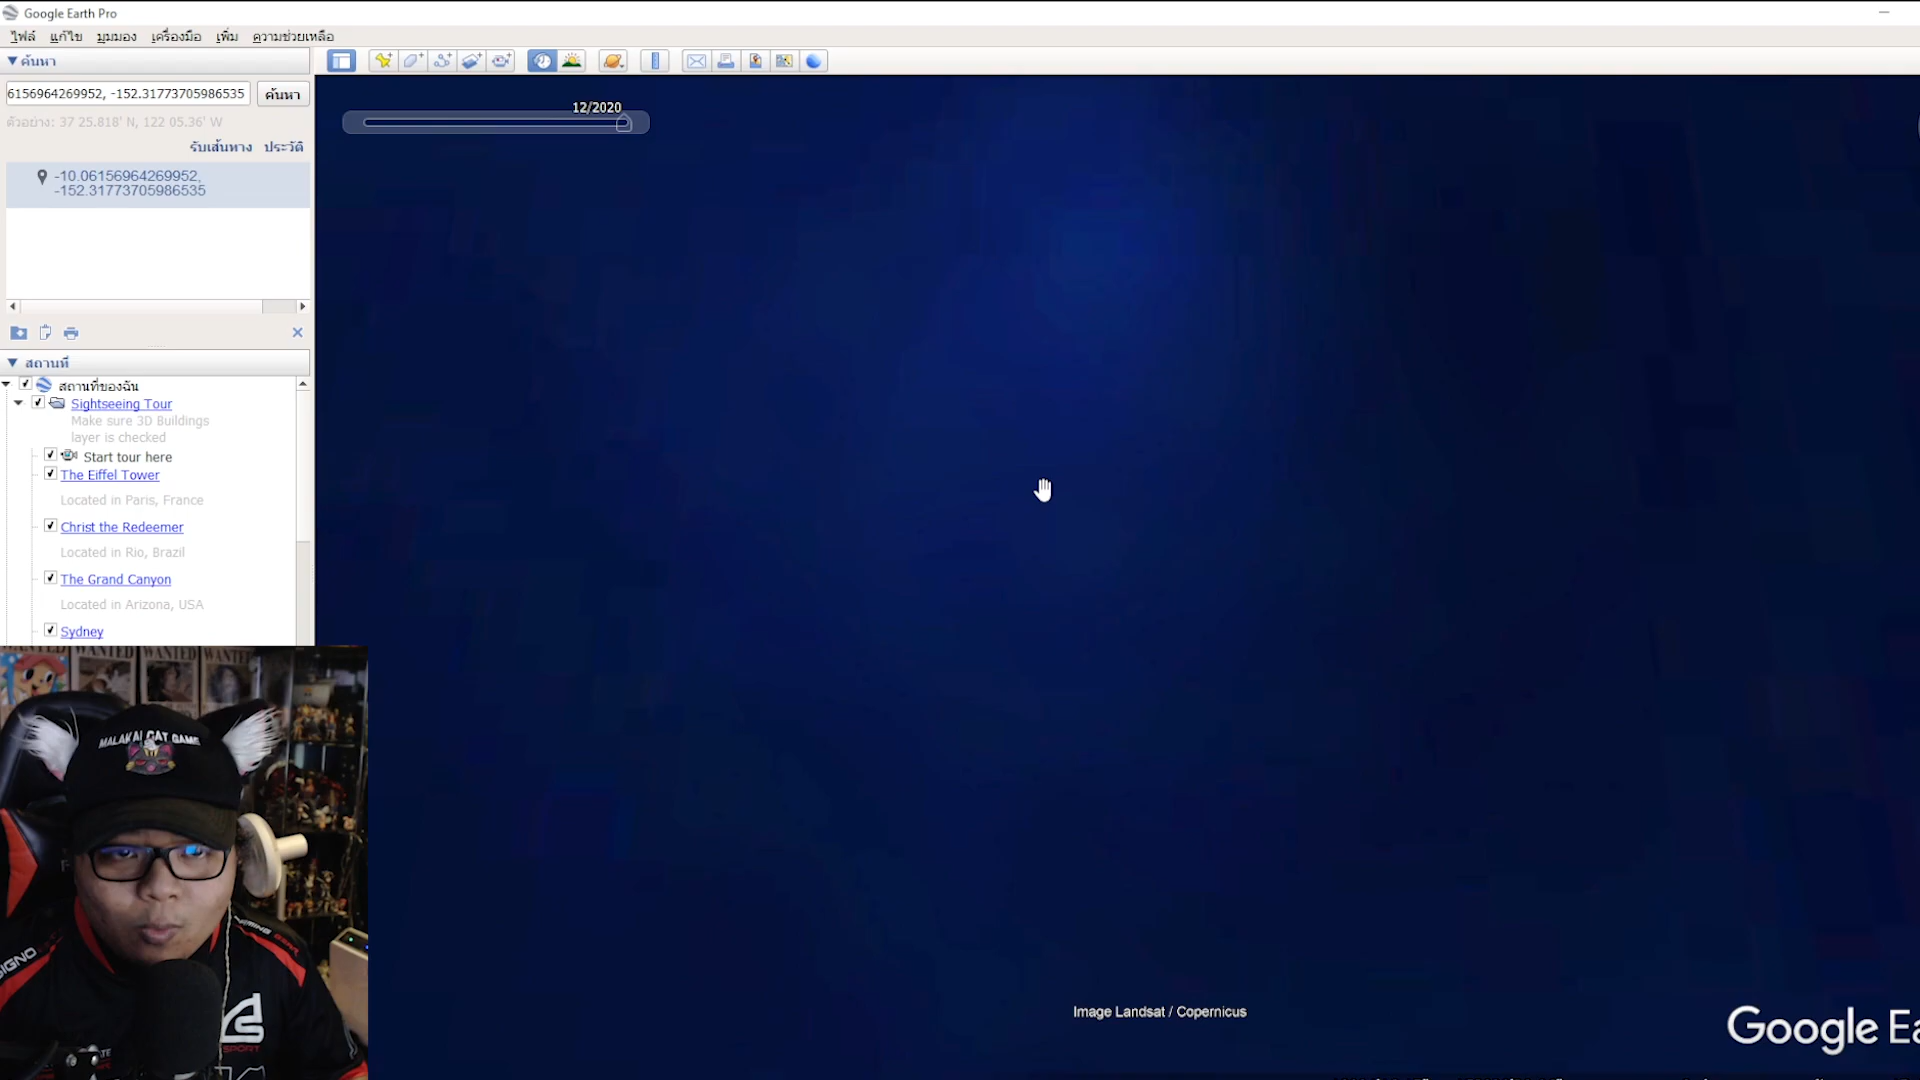 Google Earth Pro
ไฟล์ แก้ไข มุมมอง เครื่องมือ เพิ่ม ความช่วยเหลือ
ค้นหา
6156964269952, -152.31773705986535 ค้นหา
ตัวอย่าง: 37 25.818' N, 122 05.36' W
รับเส้นทาง ประวัติ
-10.06156964269952,
-152.31773705986535
สถานที่
สถานที่ของฉัน
Sightseeing Tour
Make sure 3D Buildings
layer is checked
Start tour here
The Eiffel Tower
Located in Paris, France
Christ the Redeemer
Located in Rio, Brazil
The Grand Canyon
Located in Arizona, USA
Sydney
12/2020
WANTED WANTED WANTED
MALAKAI CAT GAME
SIGNO
SPORT
Image Landsat / Copernicus
Google Ea